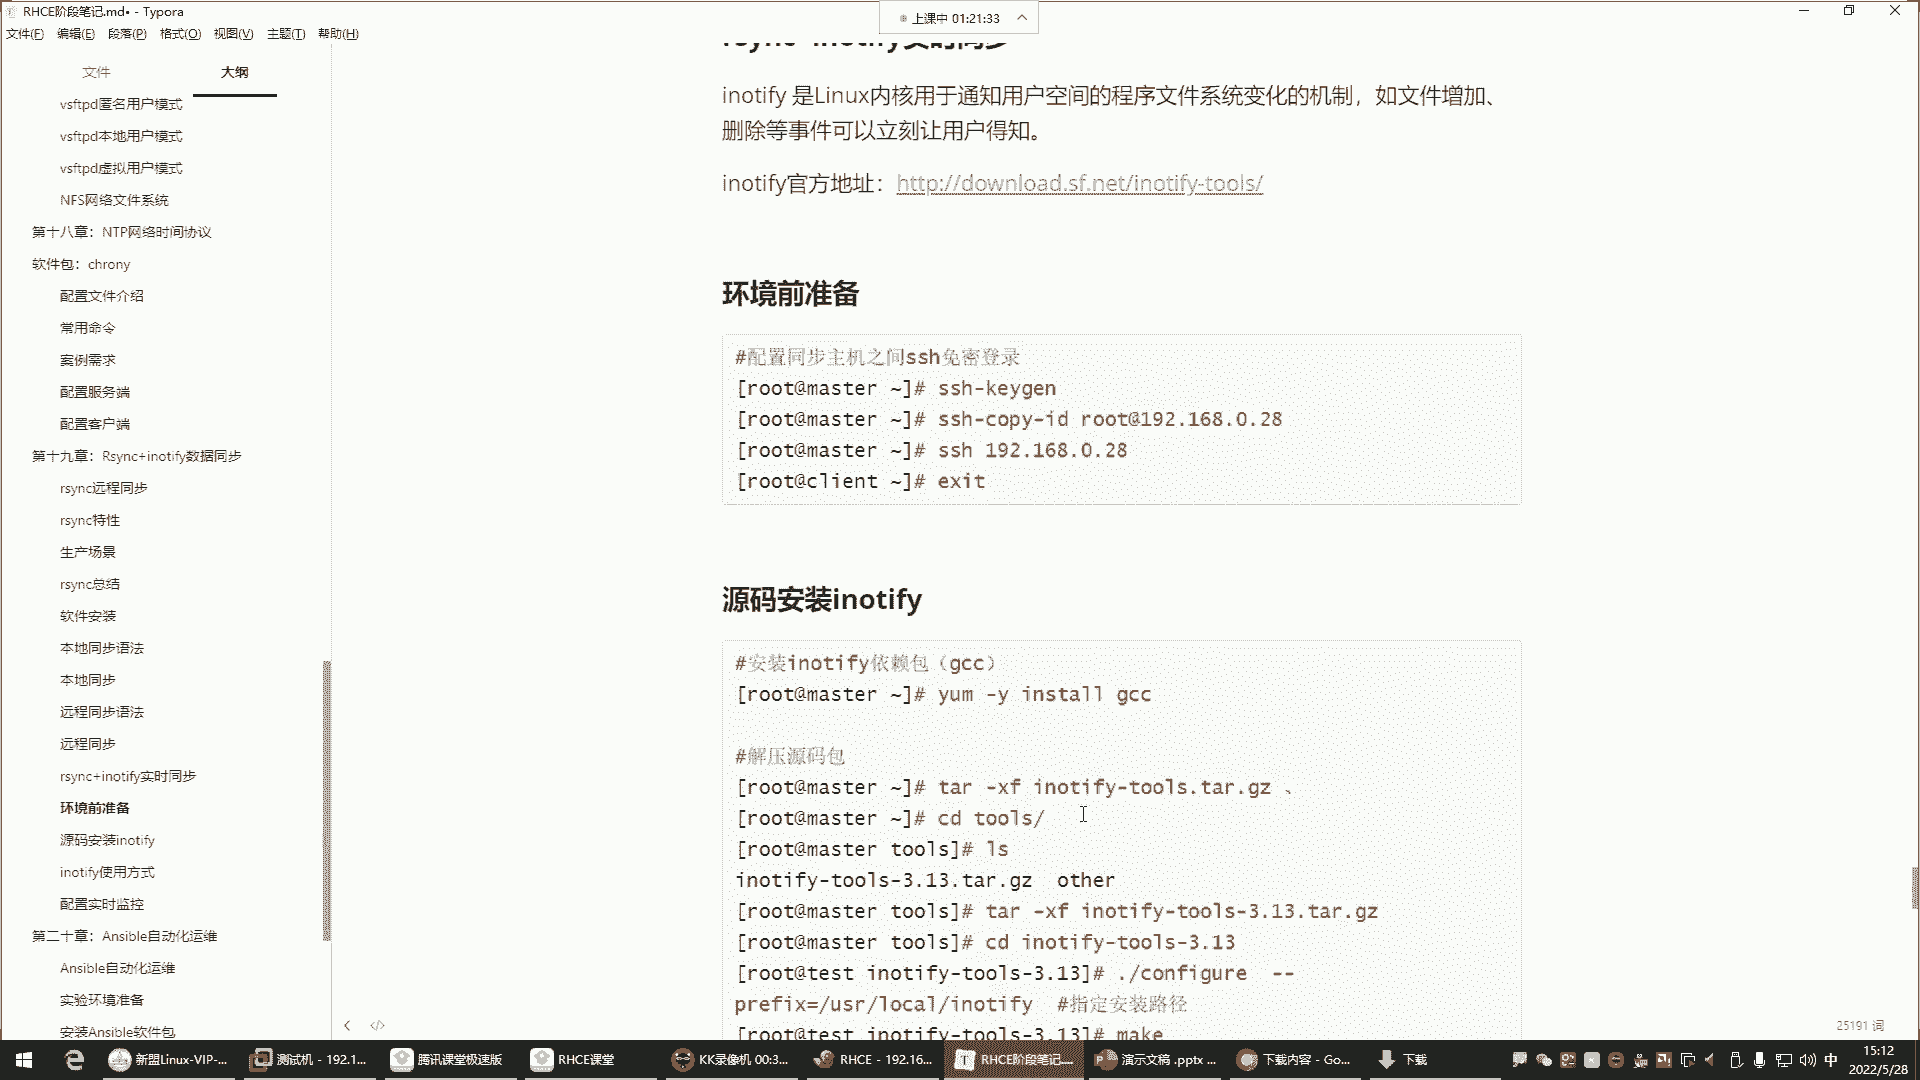 RHCE阶段笔记.md• - Typora
上课中 01:21:33
文件(F) 编辑(E) 段落(P) 格式(O) 视图(V) 主题(T) 帮助(H)
文件 大纲
vsftpd匿名用户模式
vsftpd本地用户模式
vsftpd虚拟用户模式
NFS网络文件系统
第十八章：NTP网络时间协议
软件包：chrony
配置文件介绍
常用命令
案例需求
配置服务端
配置客户端
第十九章：Rsync+inotify数据同步
rsync远程同步
rsync特性
生产场景
rsync总结
软件安装
本地同步语法
本地同步
远程同步语法
远程同步
rsync+inotify实时同步
环境前准备
源码安装inotify
inotify使用方式
配置实时监控
第二十章：Ansible自动化运维
Ansible自动化运维
实验环境准备
安装Ansible软件包
rsync+inotify实时同步
inotify 是Linux内核用于通知用户空间的程序文件系统变化的机制，如文件增加、
删除等事件可以立刻让用户得知。
inotify官方地址：http://download.sf.net/inotify-tools/
环境前准备
#配置同步主机之间ssh免密登录
[root@master ~]# ssh-keygen
[root@master ~]# ssh-copy-id root@192.168.0.28
[root@master ~]# ssh 192.168.0.28
[root@client ~]# exit
源码安装inotify
#安装inotify依赖包（gcc）
[root@master ~]# yum -y install gcc
#解压源码包
[root@master ~]# tar -xf inotify-tools.tar.gz 、
[root@master ~]# cd tools/
[root@master tools]# ls
inotify-tools-3.13.tar.gz  other
[root@master tools]# tar -xf inotify-tools-3.13.tar.gz
[root@master tools]# cd inotify-tools-3.13
[root@test inotify-tools-3.13]# ./configure  --
prefix=/usr/local/inotify  #指定安装路径
[root@test inotify-tools-3.13]# make
25191 词
新盟Linux-VIP-... 测试机 - 192.1... 腾讯课堂极速版 RHCE课堂 KK录像机 00:3... RHCE - 192.16... RHCE阶段笔记.... 演示文稿 .pptx ... 下载内容 - Go... 下载
中
15:12
2022/5/28